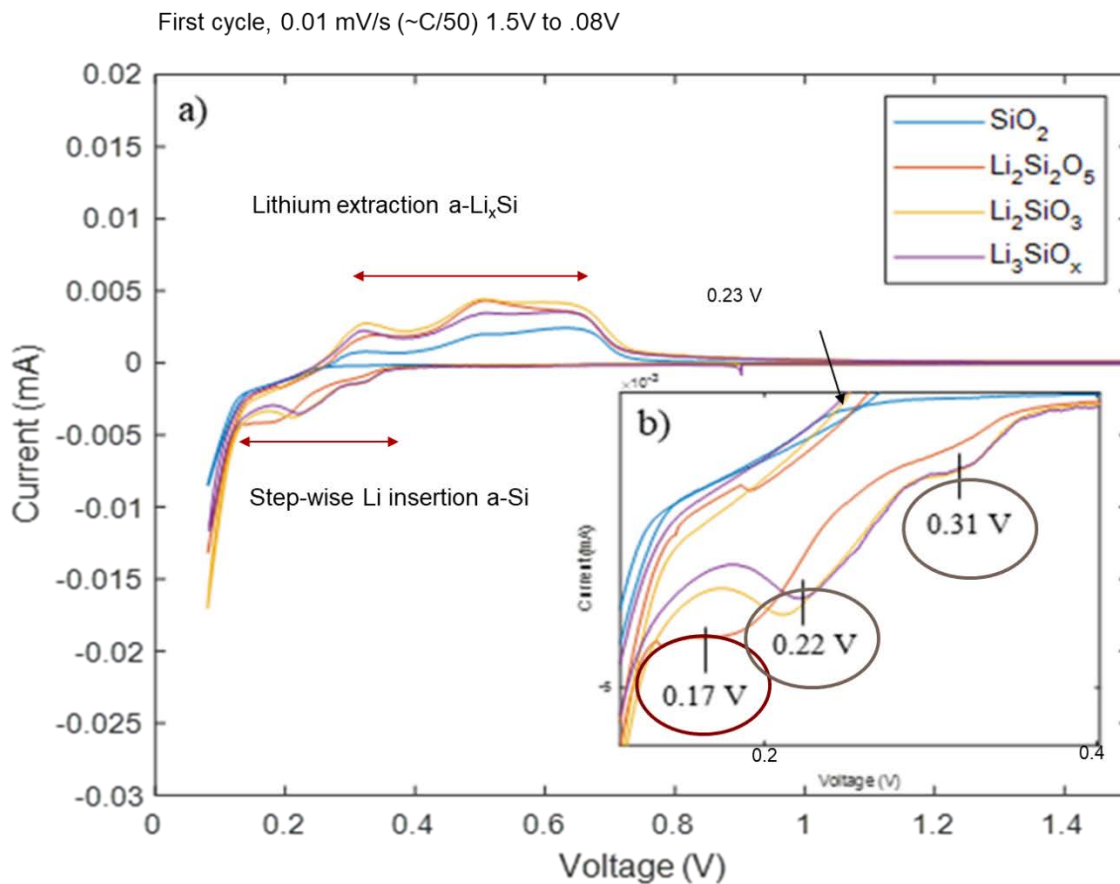 First cycle, 0.01 mV/s (~C/50) 1.5V to .08V
0.02
0.015
0.01
0.005
0
-0.005
-0.01
-0.015
-0.02
-0.025
-0.03
Current (mA)
a)
SiO₂
Li₂Si₂O₅
Li₂SiO₃
Li₃SiOₓ
Lithium extraction a-LiₓSi
0.23 V
Step-wise Li insertion a-Si
×10⁻³
b)
Current(mA)
-5
0.31 V
0.22 V
0.17 V
0.2
0.4
Voltage (V)
0
0.2
0.4
0.6
0.8
1
1.2
1.4
Voltage (V)